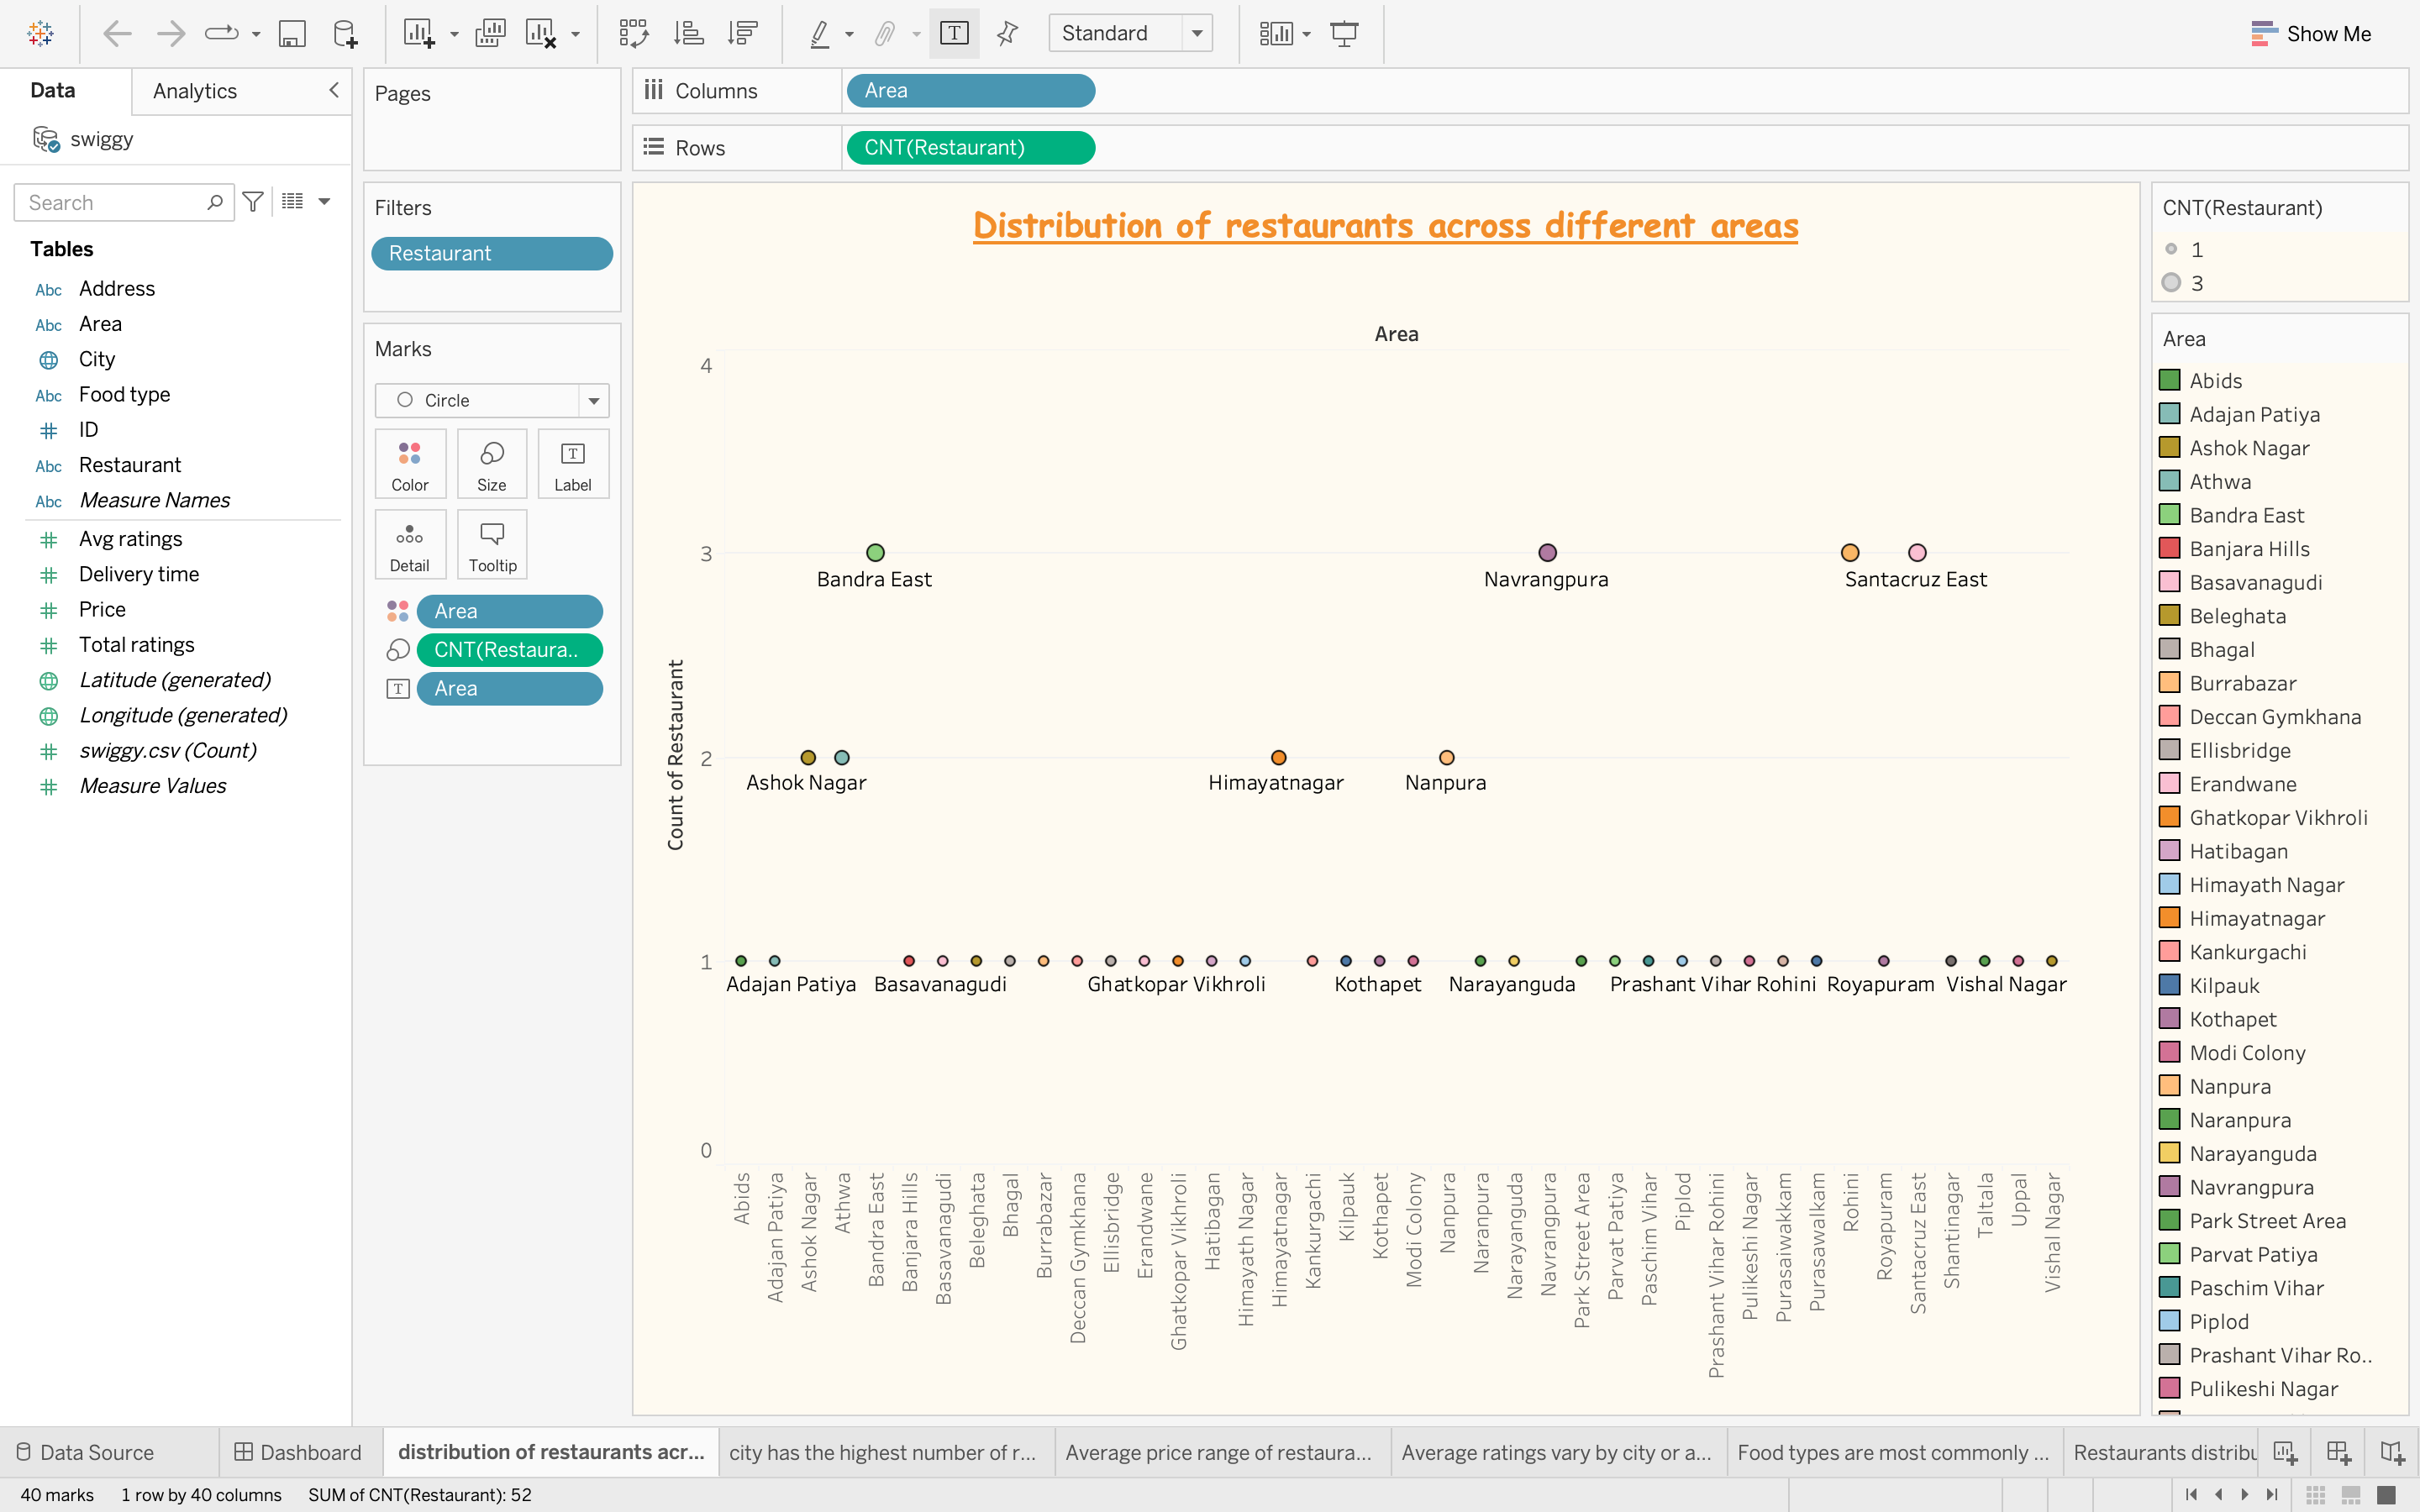 Standard
Show Me
Data
Analytics
swiggy
Search
Tables
Abc Address
Abc Area
City
Abc Food type
ID
Abc Restaurant
Abc Measure Names
Avg ratings
Delivery time
Price
Total ratings
Latitude (generated)
Longitude (generated)
swiggy.csv (Count)
Measure Values
Pages
Filters
Restaurant
Marks
Circle
Color Size Label
Detail Tooltip
Area
CNT(Restaura..
Area
Columns Area
Rows CNT(Restaurant)
Distribution of restaurants across different areas
Area
Count of Restaurant
4
3
2
1
0
Bandra East Navrangpura Santacruz East
Ashok Nagar Himayatnagar Nanpura
Adajan Patiya Basavanagudi Ghatkopar Vikhroli Kothapet Narayanguda Prashant Vihar Rohini Royapuram Vishal Nagar
Abids
Adajan Patiya
Ashok Nagar
Athwa
Bandra East
Banjara Hills
Basavanagudi
Beleghata
Bhagal
Burrabazar
Deccan Gymkhana
Ellisbridge
Erandwane
Ghatkopar Vikhroli
Hatibagan
Himayath Nagar
Himayatnagar
Kankurgachi
Kilpauk
Kothapet
Modi Colony
Nanpura
Naranpura
Narayanguda
Navrangpura
Park Street Area
Parvat Patiya
Paschim Vihar
Piplod
Prashant Vihar Rohini
Pulikeshi Nagar
Purasaiwakkam
Purasawalkam
Rohini
Royapuram
Santacruz East
Shantinagar
Taltala
Uppal
Vishal Nagar
CNT(Restaurant)
1
3
Area
Abids
Adajan Patiya
Ashok Nagar
Athwa
Bandra East
Banjara Hills
Basavanagudi
Beleghata
Bhagal
Burrabazar
Deccan Gymkhana
Ellisbridge
Erandwane
Ghatkopar Vikhroli
Hatibagan
Himayath Nagar
Himayatnagar
Kankurgachi
Kilpauk
Kothapet
Modi Colony
Nanpura
Naranpura
Narayanguda
Navrangpura
Park Street Area
Parvat Patiya
Paschim Vihar
Piplod
Prashant Vihar Ro..
Pulikeshi Nagar
Data Source
Dashboard
distribution of restaurants acr...
city has the highest number of r...
Average price range of restaura...
Average ratings vary by city or a...
Food types are most commonly ...
Restaurants distribu
40 marks 1 row by 40 columns SUM of CNT(Restaurant): 52